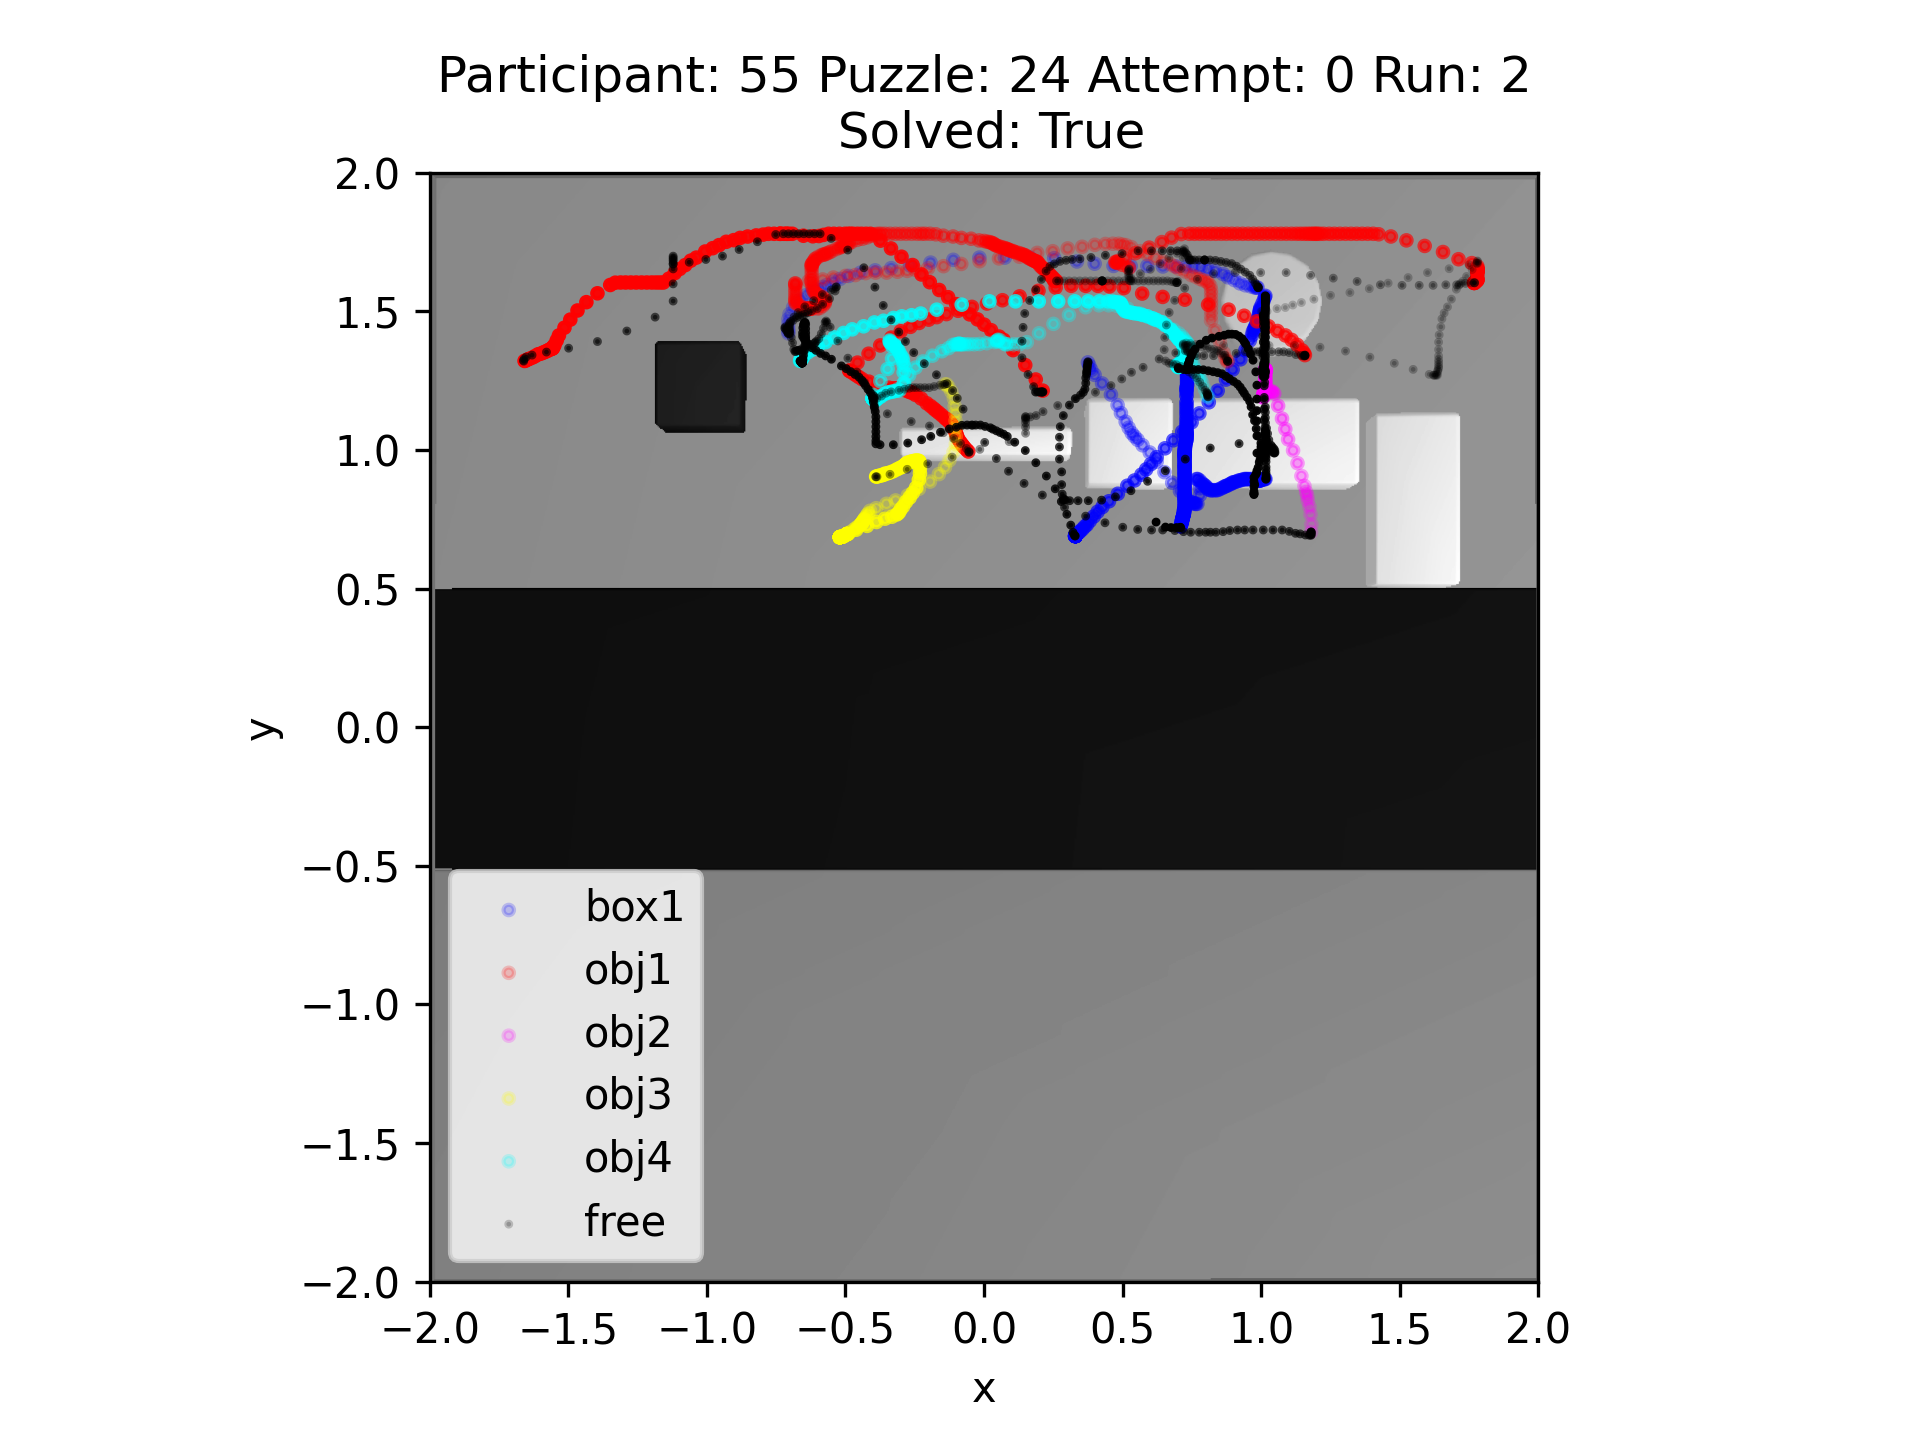 Participant: 55 Puzzle: 24 Attempt: 0 Run: 2
Solved: True
2.0
1.5
1.0
0.5
0.0
−0.5
−1.0
−1.5
−2.0
y
box1
obj1
obj2
obj3
obj4
free
−2.0 −1.5 −1.0 −0.5 0.0 0.5 1.0 1.5 2.0
x